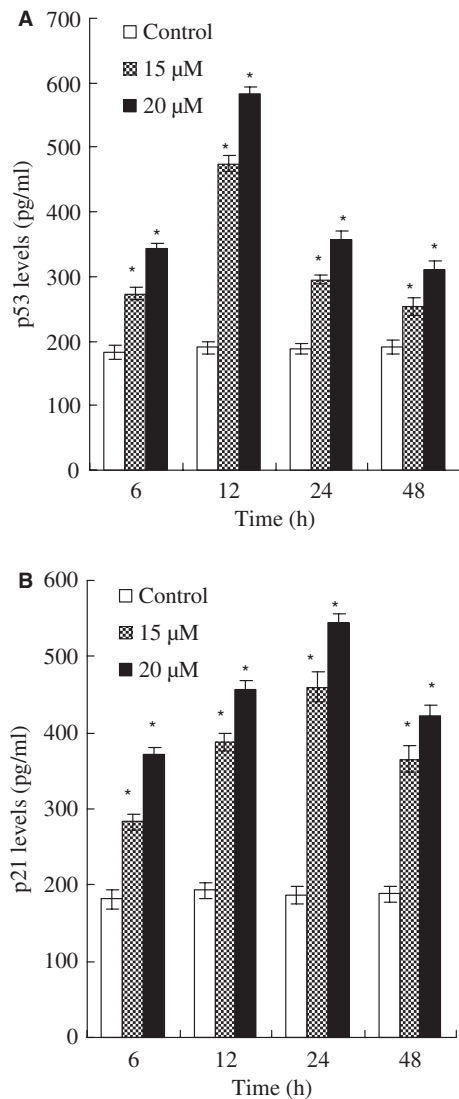 A
700
600
500
400
300
200
100
0
p53 levels (pg/ml)
Control
15 µM
20 µM
* * * * * * * *
6 12 24 48
Time (h)
B
600
500
400
300
200
100
0
p21 levels (pg/ml)
Control
15 µM
20 µM
* * * * * * * *
6 12 24 48
Time (h)